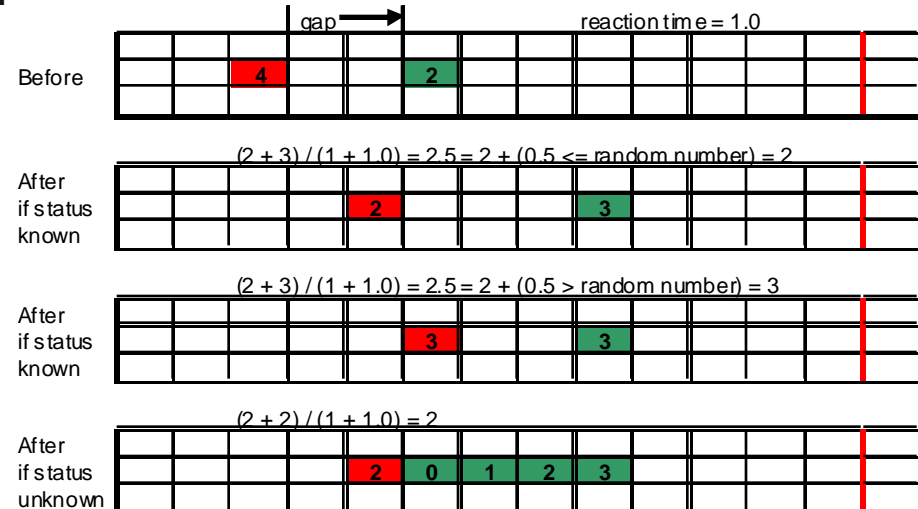 gap reaction time = 1.0
Before 4 2
(2 + 3) / (1 + 1.0) = 2.5 = 2 + (0.5 <= random number) = 2
After
if status 2 3
known
(2 + 3) / (1 + 1.0) = 2.5 = 2 + (0.5 > random number) = 3
After
if status 3 3
known
(2 + 2) / (1 + 1.0) = 2
After
if status 2 0 1 2 3
unknown